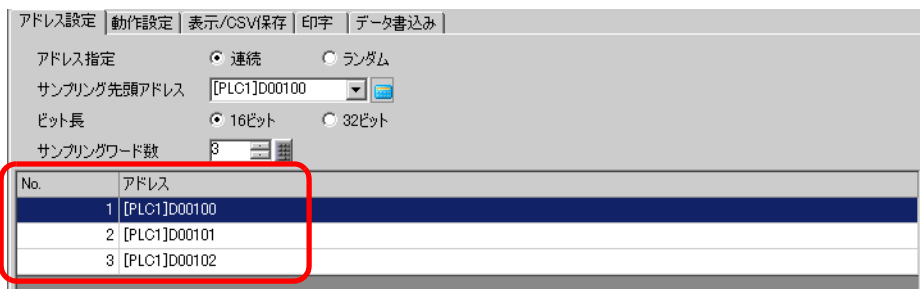 アドレス設定 動作設定 表示/CSV保存 印字 データ書込み
アドレス指定 連続 ランダム
サンプリング先頭アドレス [PLC1]D00100
ビット長 16ビット 32ビット
サンプリングワード数 3
No. アドレス
1 [PLC1]D00100
2 [PLC1]D00101
3 [PLC1]D00102